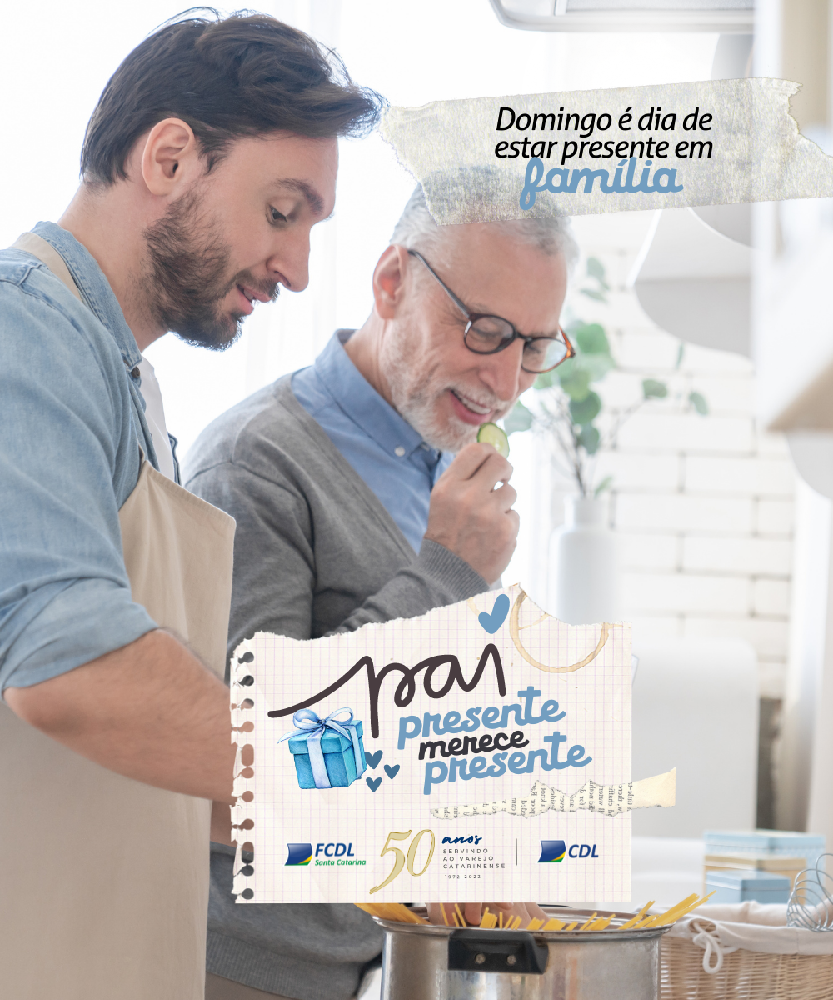 Domingo é dia de
estar presente em
família
pai
presente
merece
presente
FCDL
Santa Catarina
50 anos
SERVINDO
AO VAREJO
CATARINENSE
1972-2022
CDL